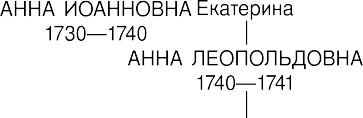 АННА ИОАННОВНА Екатерина
1730—1740
АННА ЛЕОПОЛЬДОВНА
1740—1741